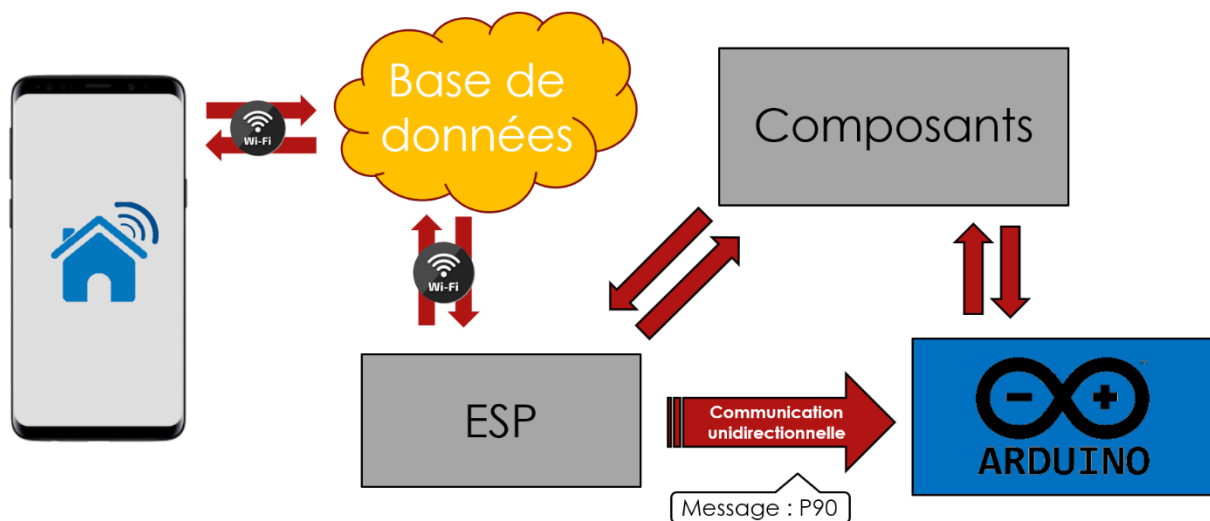 Base de
données
Wi-Fi
Composants
Wi-Fi
ESP
Communication
unidirectionnelle
ARDUINO
Message : P90